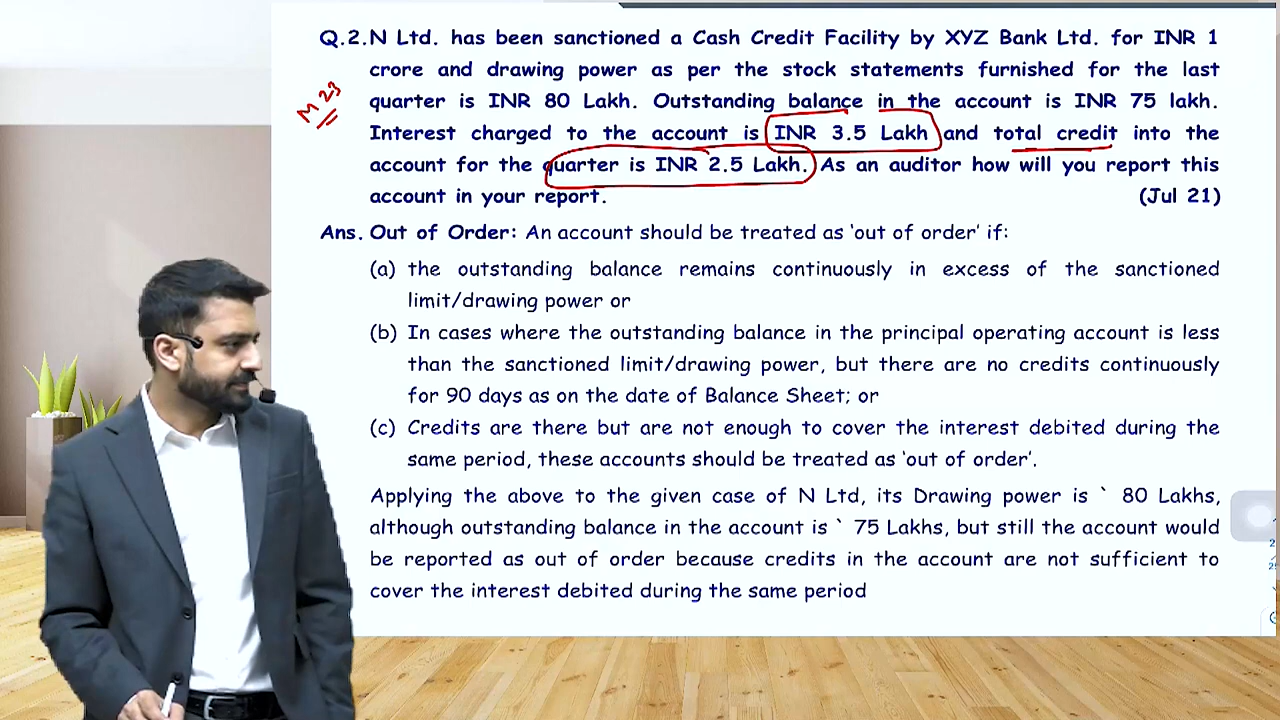 Q.2. N Ltd. has been sanctioned a Cash Credit Facility by XYZ Bank Ltd. for INR 1
crore and drawing power as per the stock statements furnished for the last
quarter is INR 80 Lakh. Outstanding balance in the account is INR 75 lakh.
M 23
Interest charged to the account is INR 3.5 Lakh and total credit into the
account for the quarter is INR 2.5 Lakh. As an auditor how will you report this
account in your report. (Jul 21)
Ans. Out of Order: An account should be treated as ‘out of order’ if:
(a) the outstanding balance remains continuously in excess of the sanctioned
limit/drawing power or
(b) In cases where the outstanding balance in the principal operating account is less
than the sanctioned limit/drawing power, but there are no credits continuously
for 90 days as on the date of Balance Sheet; or
(c) Credits are there but are not enough to cover the interest debited during the
same period, these accounts should be treated as ‘out of order’.
Applying the above to the given case of N Ltd, its Drawing power is ` 80 Lakhs,
although outstanding balance in the account is ` 75 Lakhs, but still the account would
be reported as out of order because credits in the account are not sufficient to
cover the interest debited during the same period